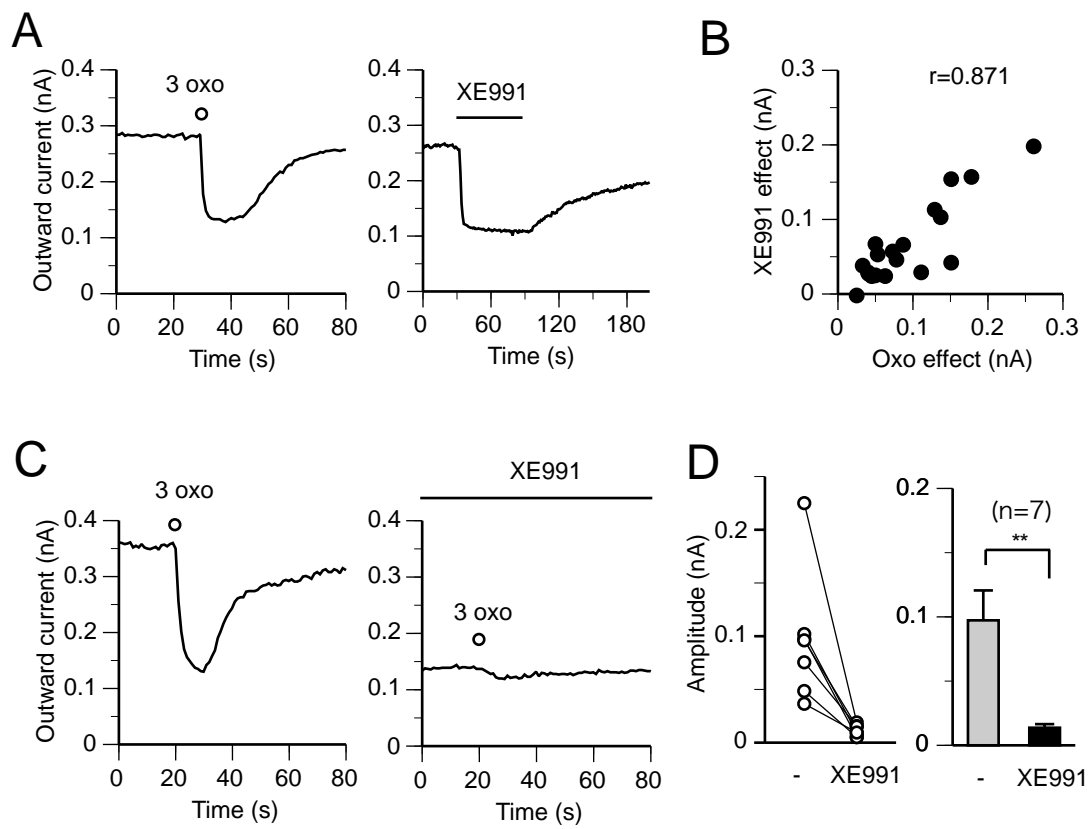 A
Outward current (nA)
0.4
0.3
0.2
0.1
0
3 oxo
0 20 40 60 80
Time (s)
0.4
0.3
0.2
0.1
0
XE991
0 60 120 180
Time (s)
B
r=0.871
XE991 effect (nA)
0.3
0.2
0.1
0
0 0.1 0.2 0.3
Oxo effect (nA)
C
3 oxo
Outward current (nA)
0.4
0.3
0.2
0.1
0
0 20 40 60 80
Time (s)
XE991
0.4
0.3
0.2
0.1
0
3 oxo
0 20 40 60 80
Time (s)
D
Amplitude (nA)
0.2
0.1
0
- XE991
0.2
0.1
0
(n=7)
**
- XE991